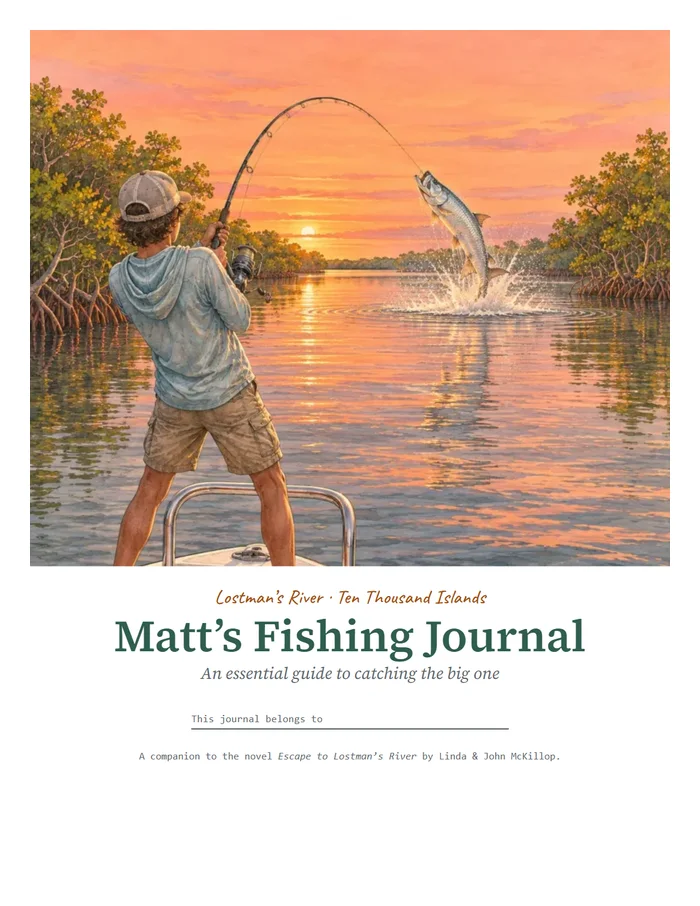 Lostman’s River · Ten Thousand Islands
Matt’s Fishing Journal
An essential guide to catching the big one
This journal belongs to
A companion to the novel Escape to Lostman’s River by Linda & John McKillop.